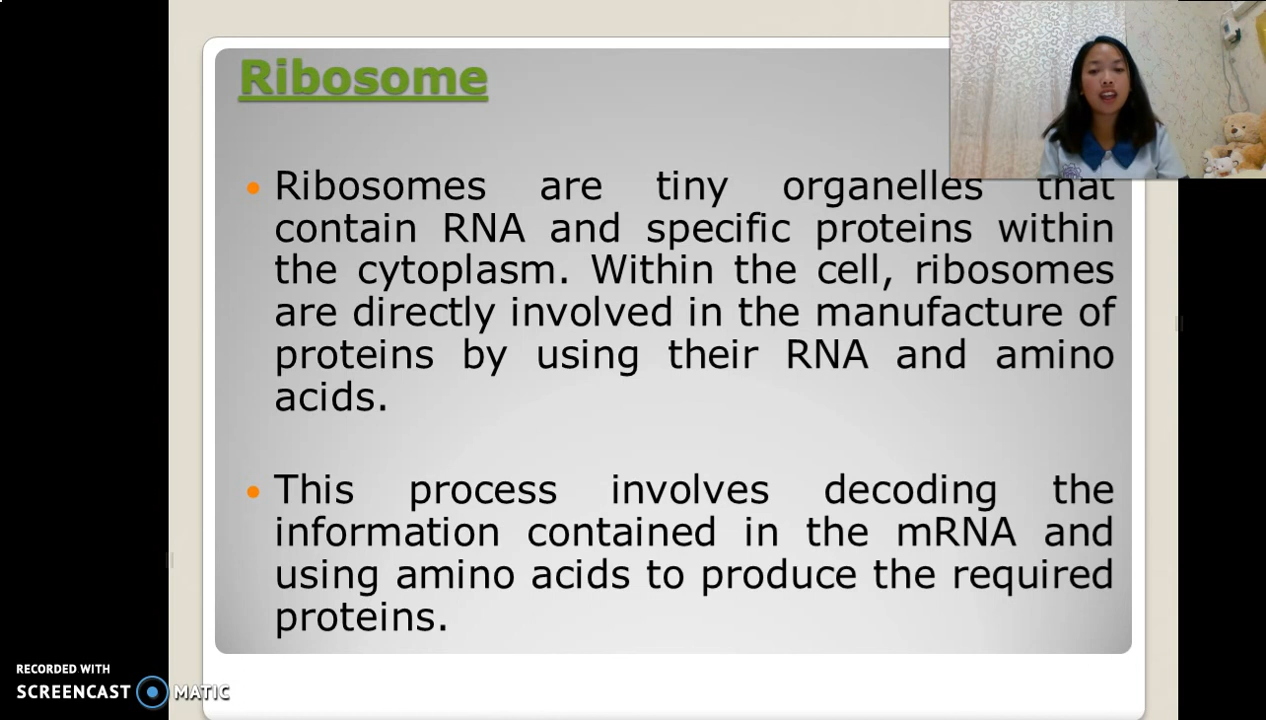 Ribosome
Ribosomes are tiny organelles that
contain RNA and specific proteins within
the cytoplasm. Within the cell, ribosomes
are directly involved in the manufacture of
proteins by using their RNA and amino
acids.
This process involves decoding the
information contained in the mRNA and
using amino acids to produce the required
proteins.
RECORDED WITH
SCREENCAST MATIC